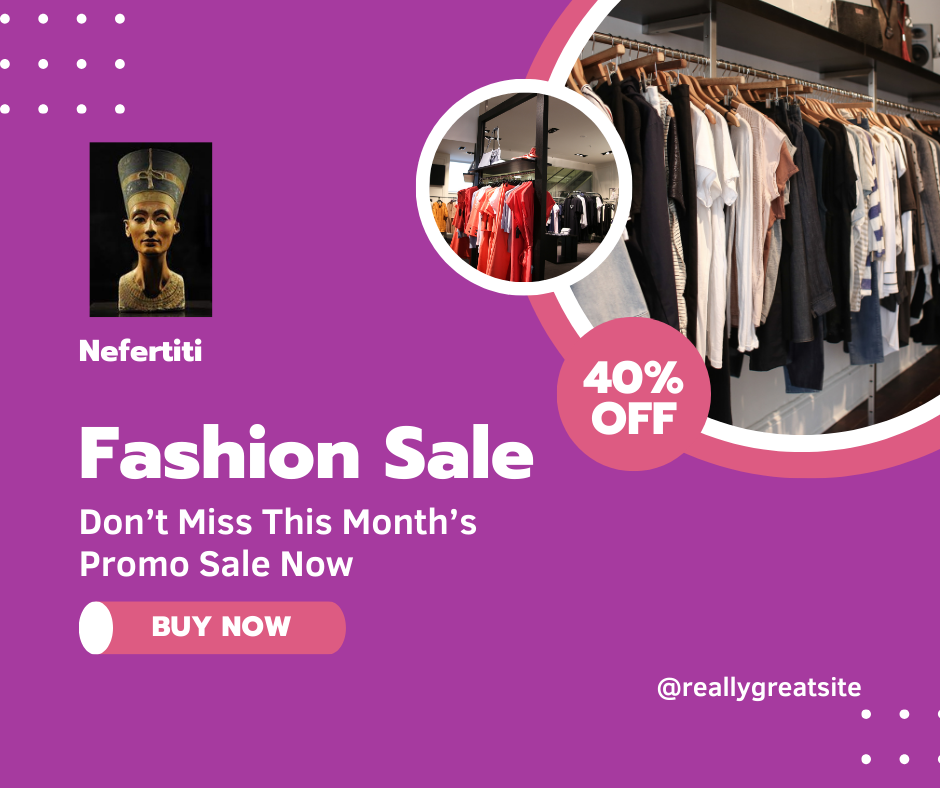 Nefertiti
40%
OFF
Fashion Sale
Don’t Miss This Month’s
Promo Sale Now
BUY NOW
@reallygreatsite